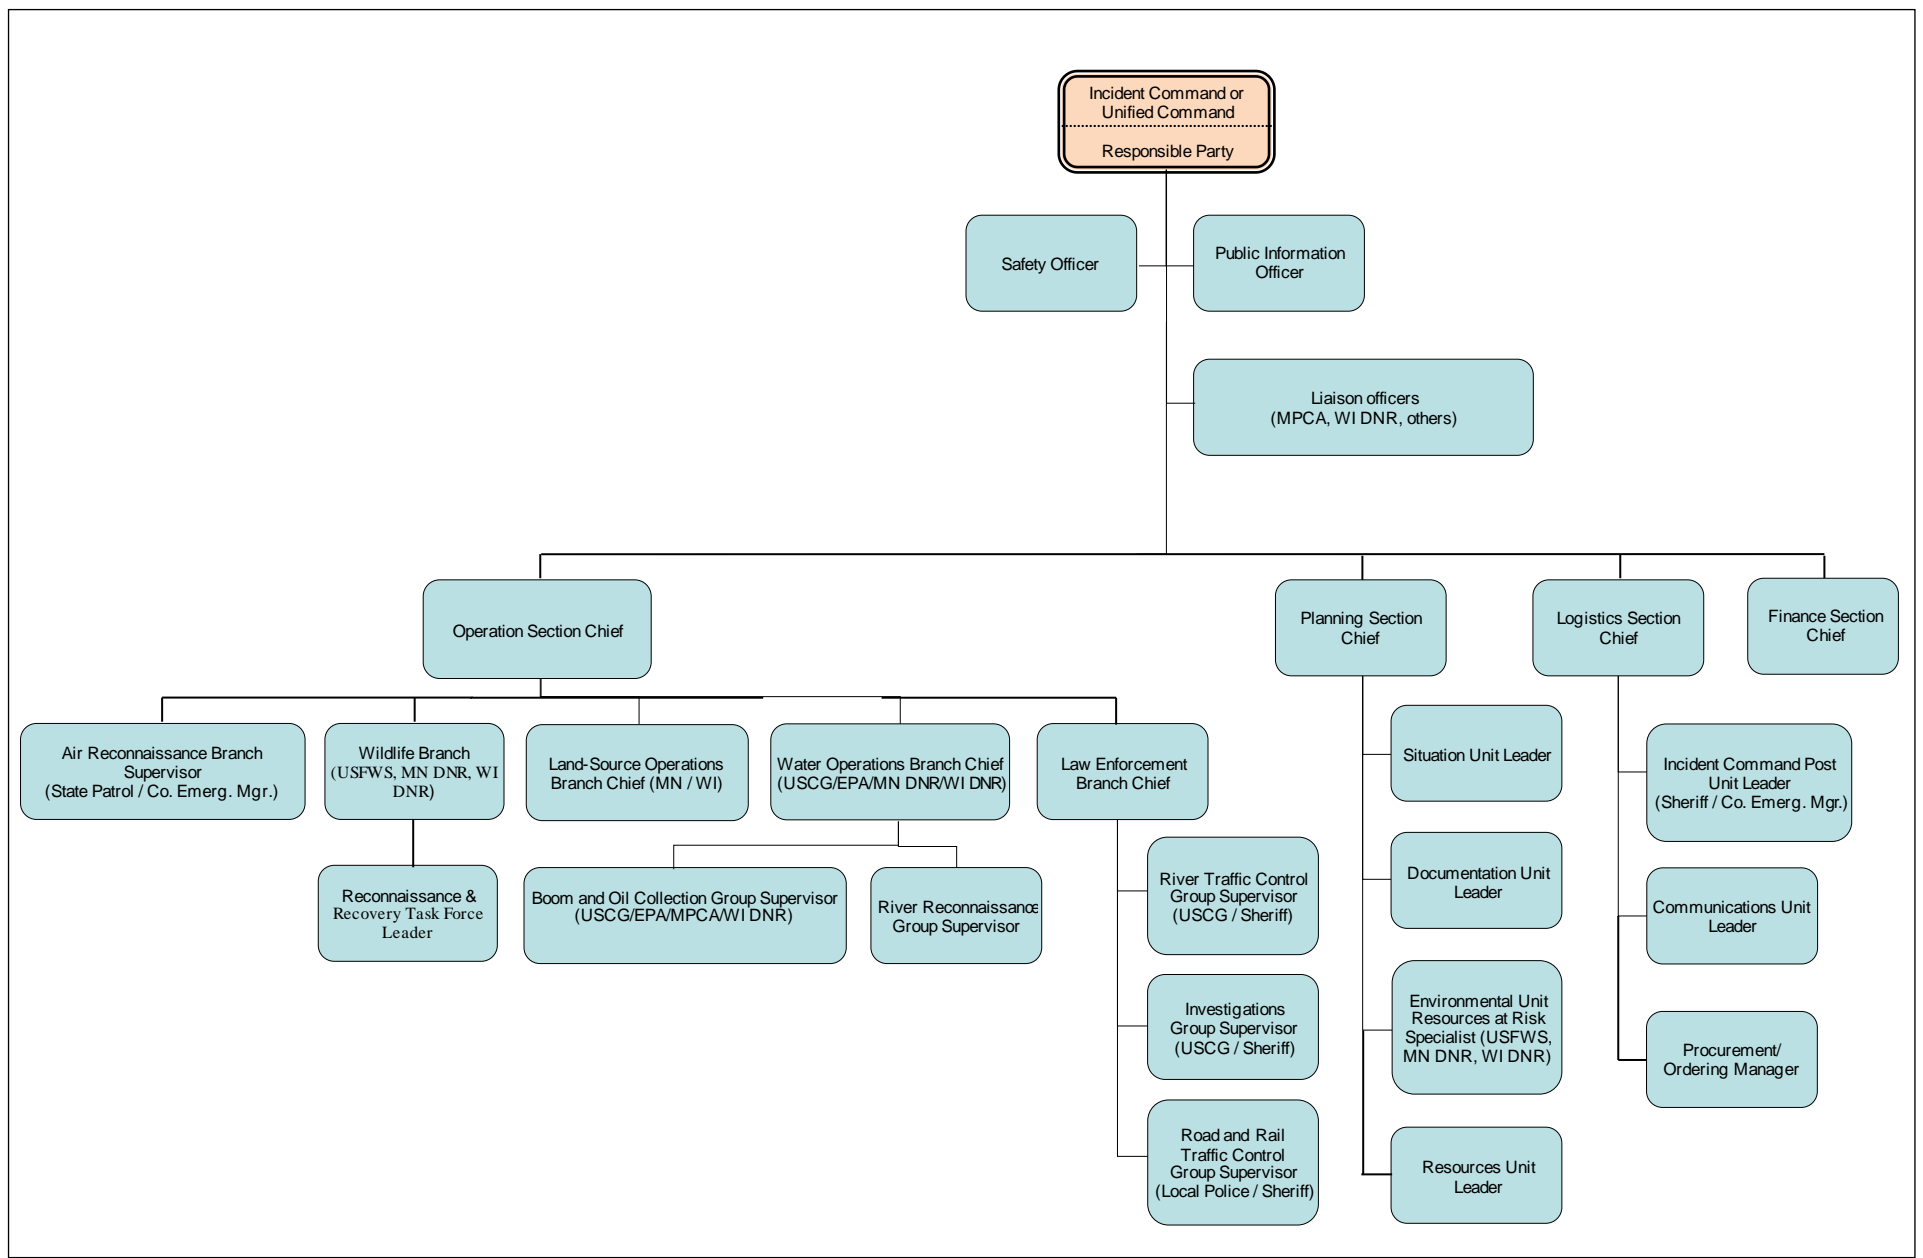 Incident Command or
Unified Command
Responsible Party
Safety Officer
Public Information
Officer
Liaison officers
(MPCA, WI DNR, others)
Operation Section Chief
Planning Section
Chief
Logistics Section
Chief
Finance Section
Chief
Air Reconnaissance Branch
Supervisor
(State Patrol / Co. Emerg. Mgr.)
Wildlife Branch
(USFWS, MN DNR, WI
DNR)
Land-Source Operations
Branch Chief (MN / WI)
Water Operations Branch Chief
(USCG/EPA/MN DNR/WI DNR)
Law Enforcement
Branch Chief
Reconnaissance &
Recovery Task Force
Leader
Boom and Oil Collection Group Supervisor
(USCG/EPA/MPCA/WI DNR)
River Reconnaissance
Group Supervisor
River Traffic Control
Group Supervisor
(USCG / Sheriff)
Investigations
Group Supervisor
(USCG / Sheriff)
Road and Rail
Traffic Control
Group Supervisor
(Local Police / Sheriff)
Situation Unit Leader
Documentation Unit
Leader
Environmental Unit
Resources at Risk
Specialist (USFWS,
MN DNR, WI DNR)
Resources Unit
Leader
Incident Command Post
Unit Leader
(Sheriff / Co. Emerg. Mgr.)
Communications Unit
Leader
Procurement/
Ordering Manager